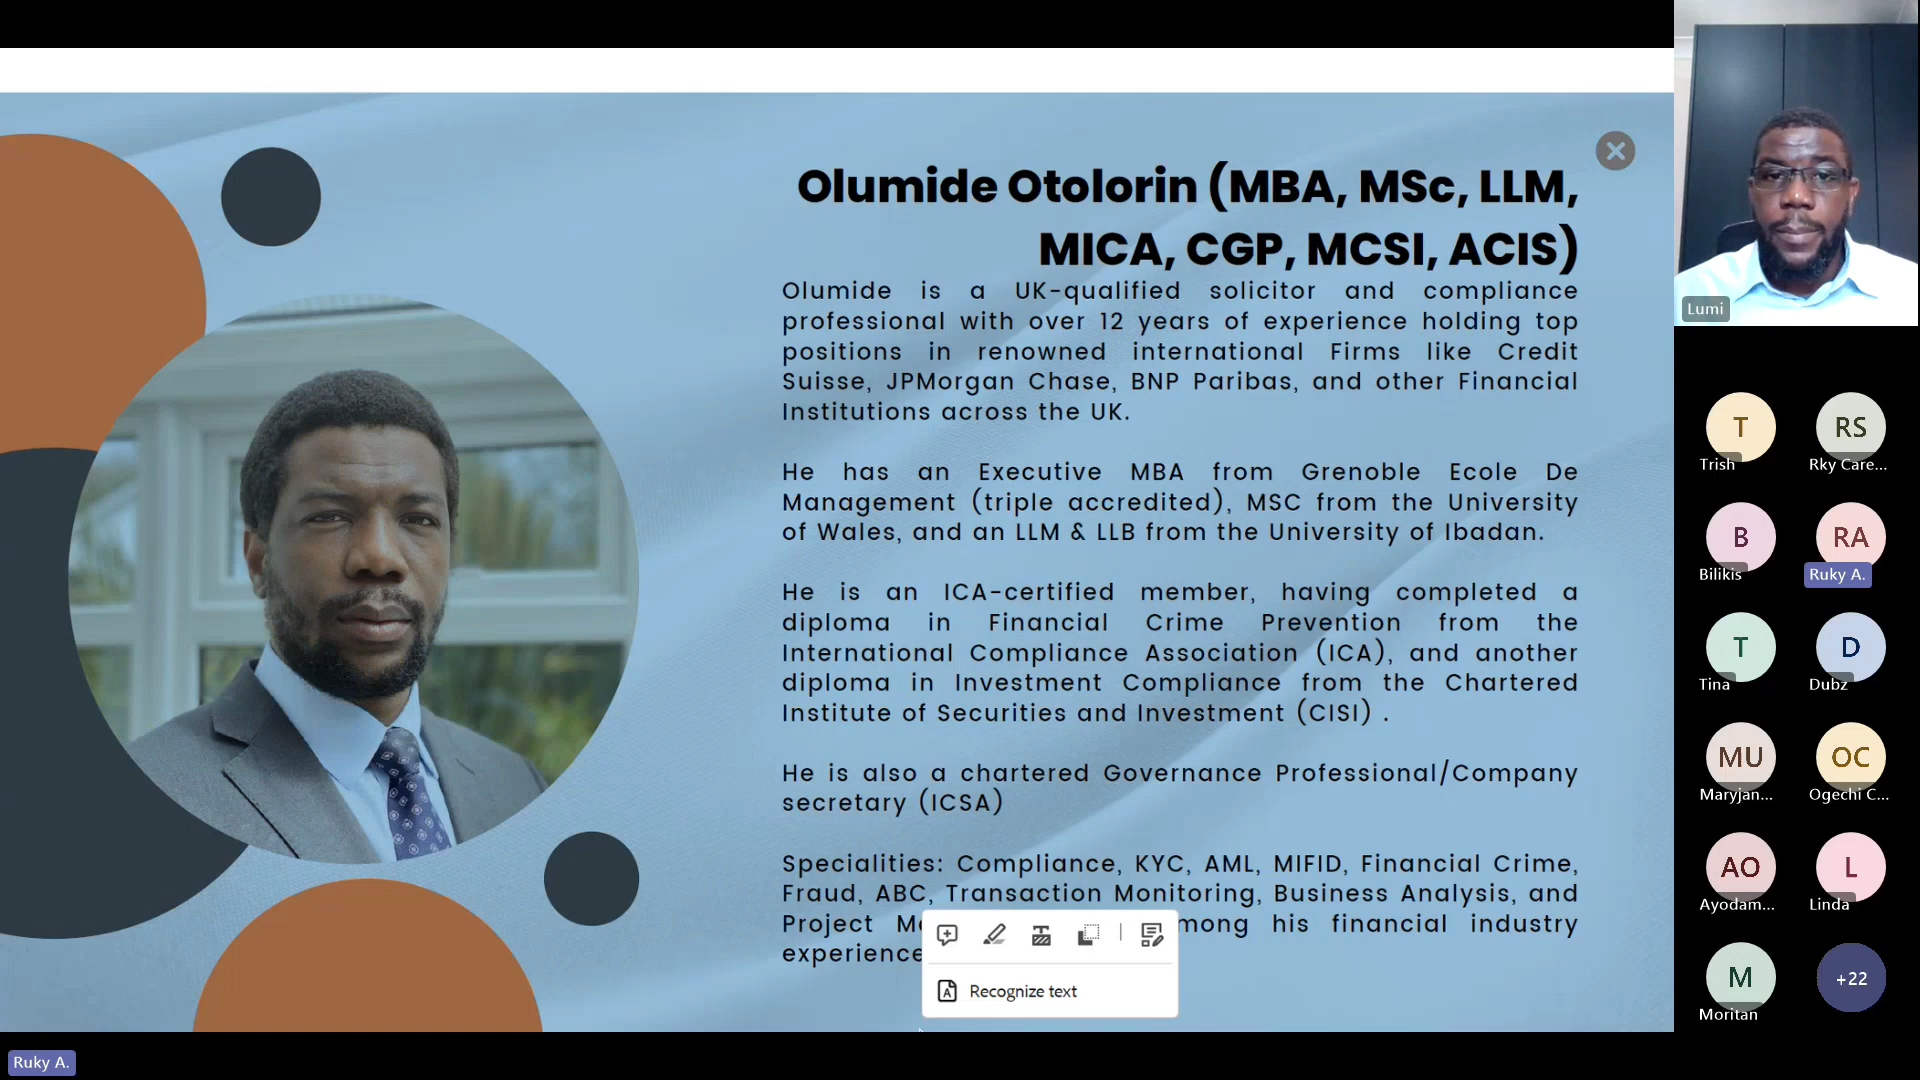 Olumide Otolorin (MBA, MSc, LLM,
MICA, CGP, MCSI, ACIS)
Olumide is a UK-qualified solicitor and compliance
professional with over 12 years of experience holding top
positions in renowned international Firms like Credit
Suisse, JPMorgan Chase, BNP Paribas, and other Financial
Institutions across the UK.
He has an Executive MBA from Grenoble Ecole De
Management (triple accredited), MSC from the University
of Wales, and an LLM & LLB from the University of Ibadan.
He is an ICA-certified member, having completed a
diploma in Financial Crime Prevention from the
International Compliance Association (ICA), and another
diploma in Investment Compliance from the Chartered
Institute of Securities and Investment (CISI) .
He is also a chartered Governance Professional/Company
secretary (ICSA)
Specialities: Compliance, KYC, AML, MIFID, Financial Crime,
Fraud, ABC, Transaction Monitoring, Business Analysis, and
Project his financial industry
experience
Recognize text
Lumi
T
Trish
RS
Rky Care...
B
Bilikis
RA
Ruky A.
T
Tina
D
Dubz
MU
Maryjan...
OC
Ogechi C...
AO
Ayodam...
L
Linda
M
Moritan
+22
Ruky A.